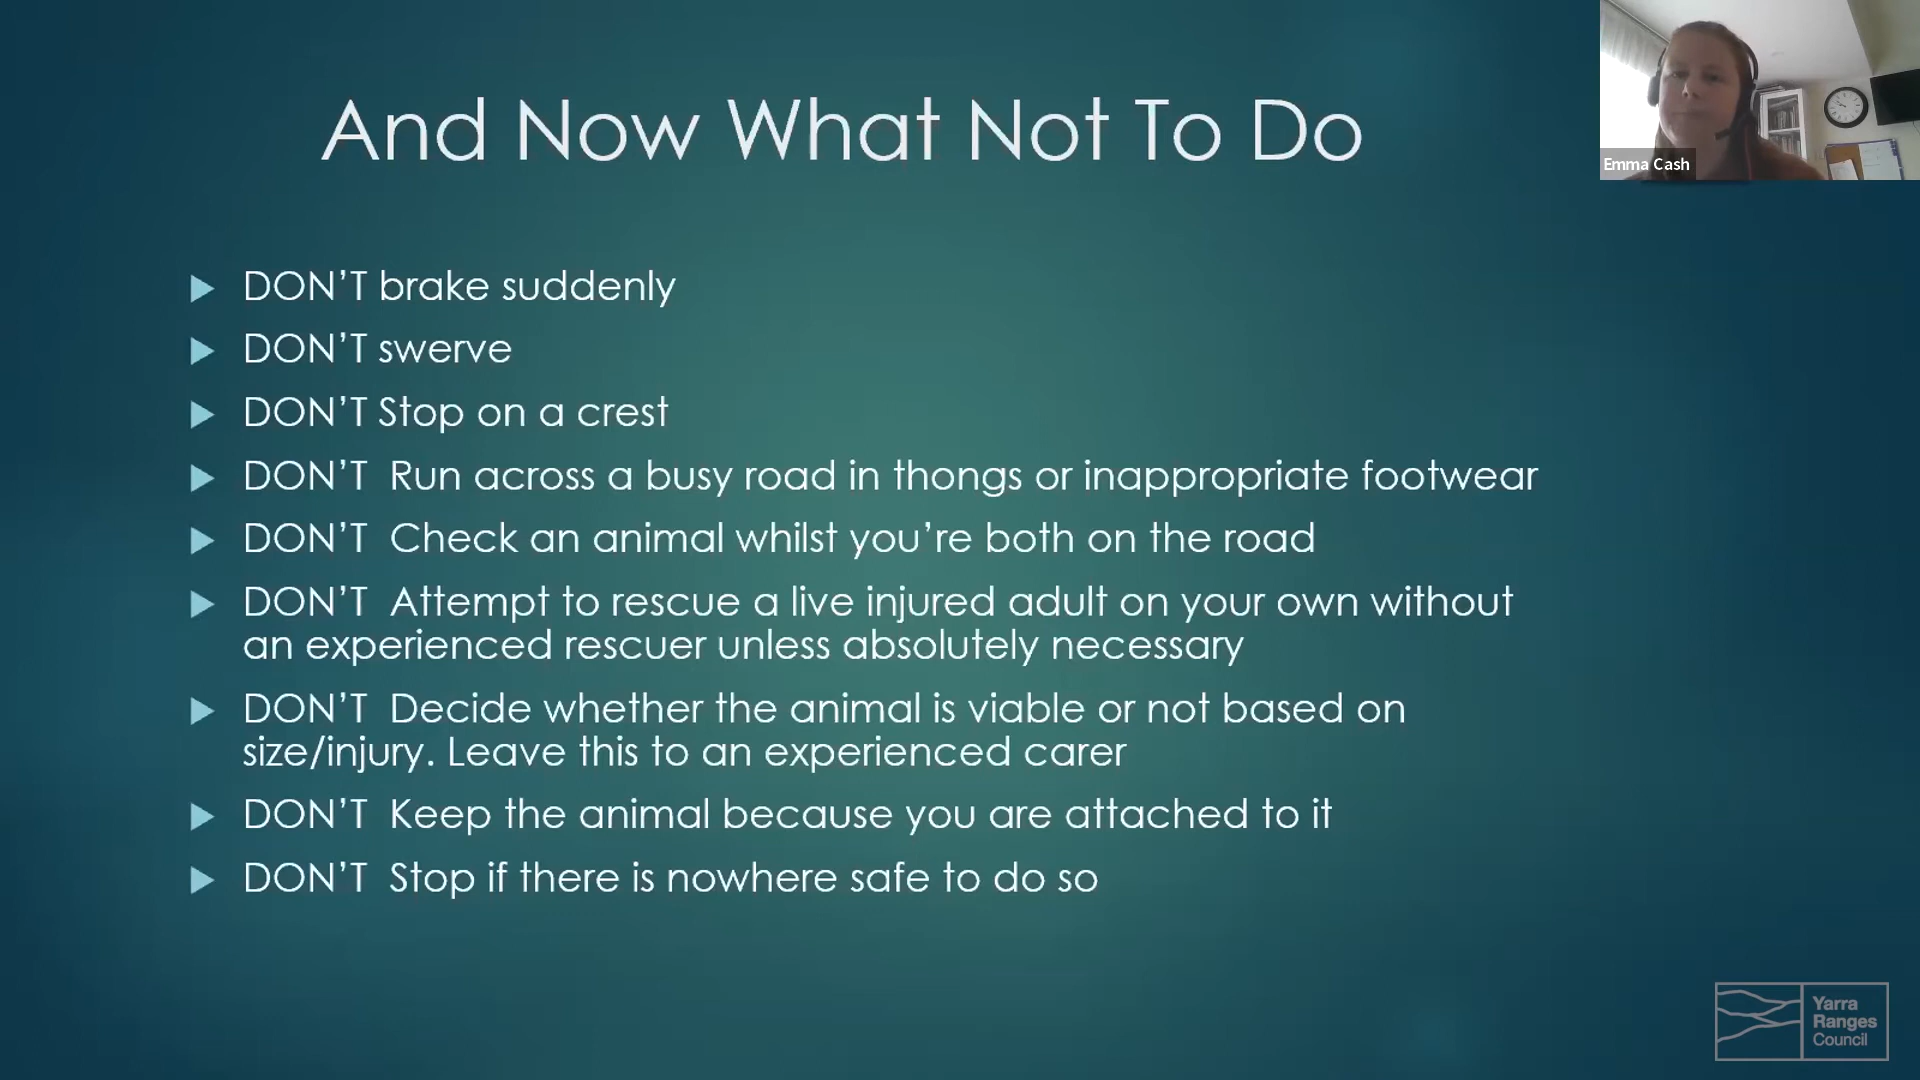 And Now What Not To Do
Emma Cash
DON’T brake suddenly
DON’T swerve
DON’T Stop on a crest
DON’T Run across a busy road in thongs or inappropriate footwear
DON’T Check an animal whilst you’re both on the road
DON’T Attempt to rescue a live injured adult on your own without
an experienced rescuer unless absolutely necessary
DON’T Decide whether the animal is viable or not based on
size/injury. Leave this to an experienced carer
DON’T Keep the animal because you are attached to it
DON’T Stop if there is nowhere safe to do so
Yarra
Ranges
Council